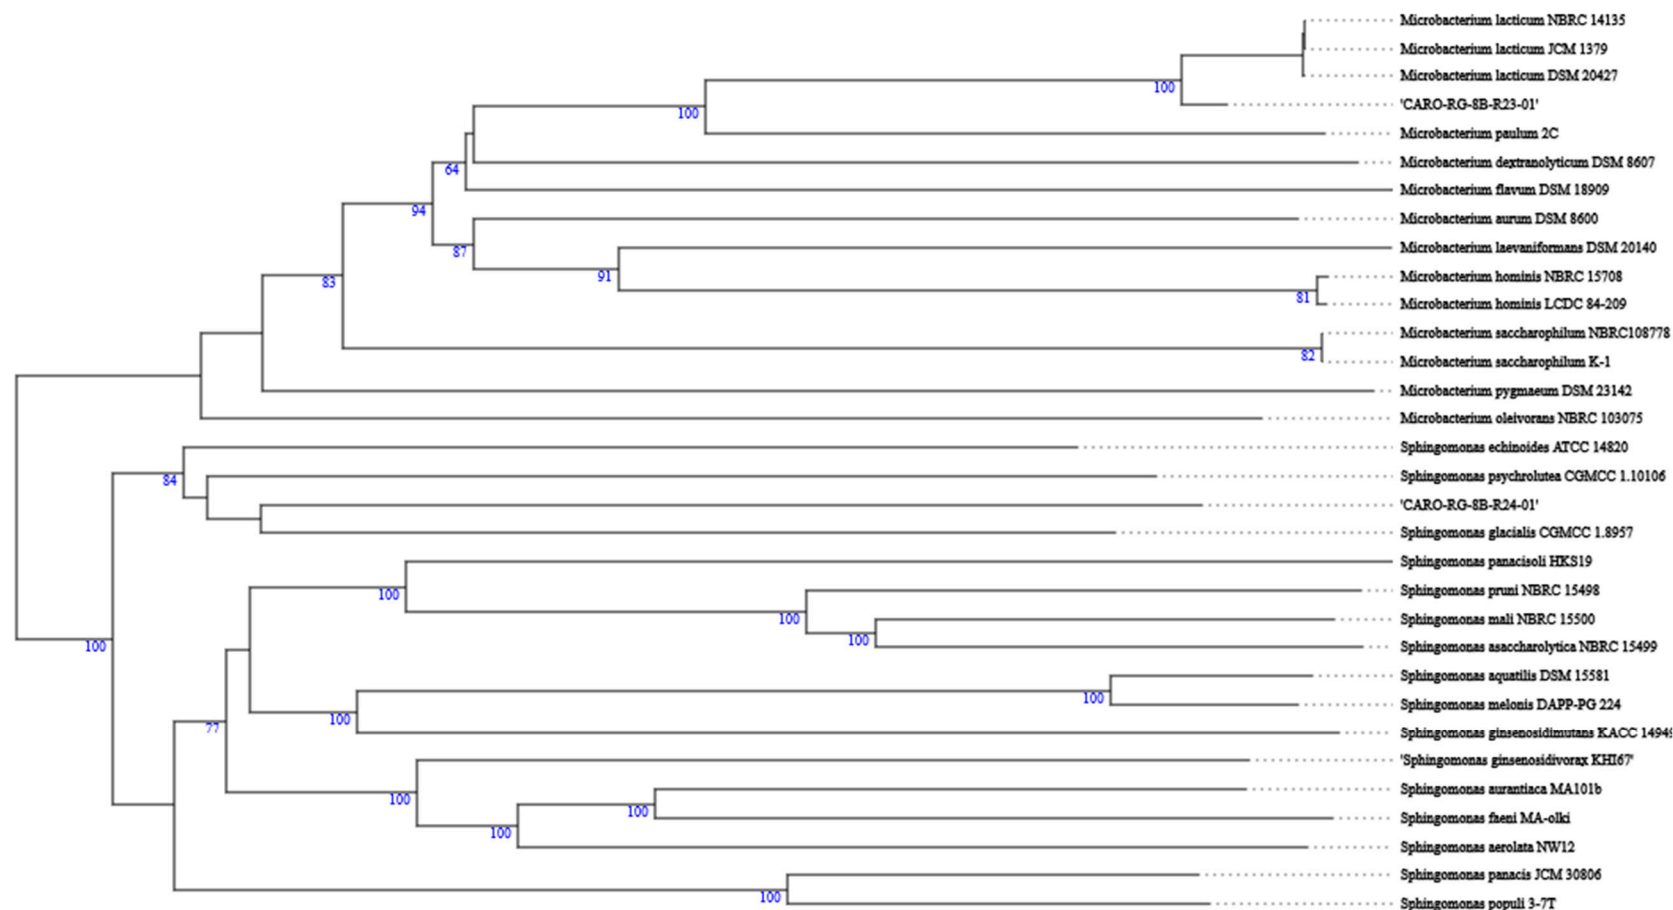 Microbacterium lacticum NBRC 14135
Microbacterium lacticum JCM 1379
Microbacterium lacticum DSM 20427
100
'CARO-RG-8B-R23-01'
100
Microbacterium paulum 2C
Microbacterium dextranolyticum DSM 8607
64
Microbacterium flavum DSM 18909
94
Microbacterium aurum DSM 8600
87
Microbacterium laevaniformans DSM 20140
91
Microbacterium hominis NBRC 15708
83
81
Microbacterium hominis LCDC 84-209
Microbacterium saccharophilum NBRC108778
82
Microbacterium saccharophilum K-1
Microbacterium pygmaeum DSM 23142
Microbacterium oleivorans NBRC 103075
Sphingomonas echinoides ATCC 14820
84
Sphingomonas psychrolutea CGMCC 1.10106
'CARO-RG-8B-R24-01'
Sphingomonas glacialis CGMCC 1.8957
Sphingomonas panacisoli HKS19
100
Sphingomonas pruni NBRC 15498
100
Sphingomonas mali NBRC 15500
100
100
Sphingomonas asaccharolytica NBRC 15499
Sphingomonas aquatilis DSM 15581
100
Sphingomonas melonis DAPP-PG 224
100
77
Sphingomonas ginsenosidimutans KACC
'Sphingomonas ginsenosidivorax KHI67'
100
Sphingomonas aurantiaca MA101b
100
Sphingomonas faeni MA-olki
100
Sphingomonas aerolata NW12
Sphingomonas panacis JCM 30806
100
Sphingomonas populi 3-7T